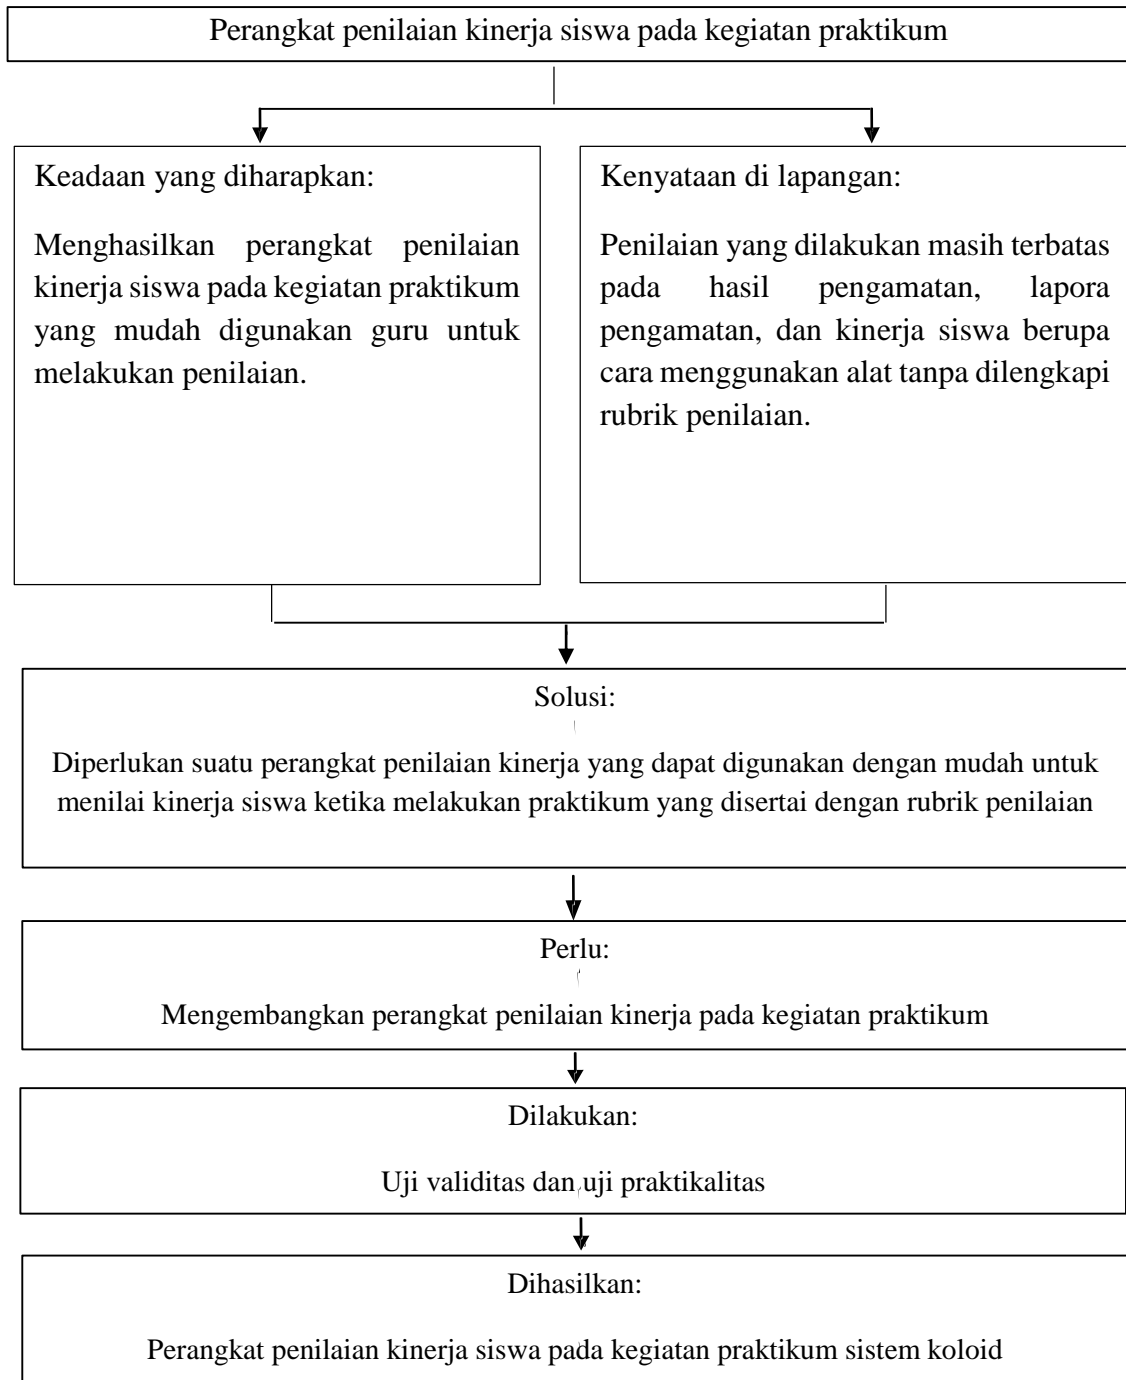 Perangkat penilaian kinerja siswa pada kegiatan praktikum
Keadaan yang diharapkan:
Menghasilkan perangkat penilaian
kinerja siswa pada kegiatan praktikum
yang mudah digunakan guru untuk
melakukan penilaian.
Kenyataan di lapangan:
Penilaian yang dilakukan masih terbatas
pada hasil pengamatan, lapora
pengamatan, dan kinerja siswa berupa
cara menggunakan alat tanpa dilengkapi
rubrik penilaian.
Solusi:
Diperlukan suatu perangkat penilaian kinerja yang dapat digunakan dengan mudah untuk
menilai kinerja siswa ketika melakukan praktikum yang disertai dengan rubrik penilaian
Perlu:
Mengembangkan perangkat penilaian kinerja pada kegiatan praktikum
Dilakukan:
Uji validitas dan uji praktikalitas
Dihasilkan:
Perangkat penilaian kinerja siswa pada kegiatan praktikum sistem koloid